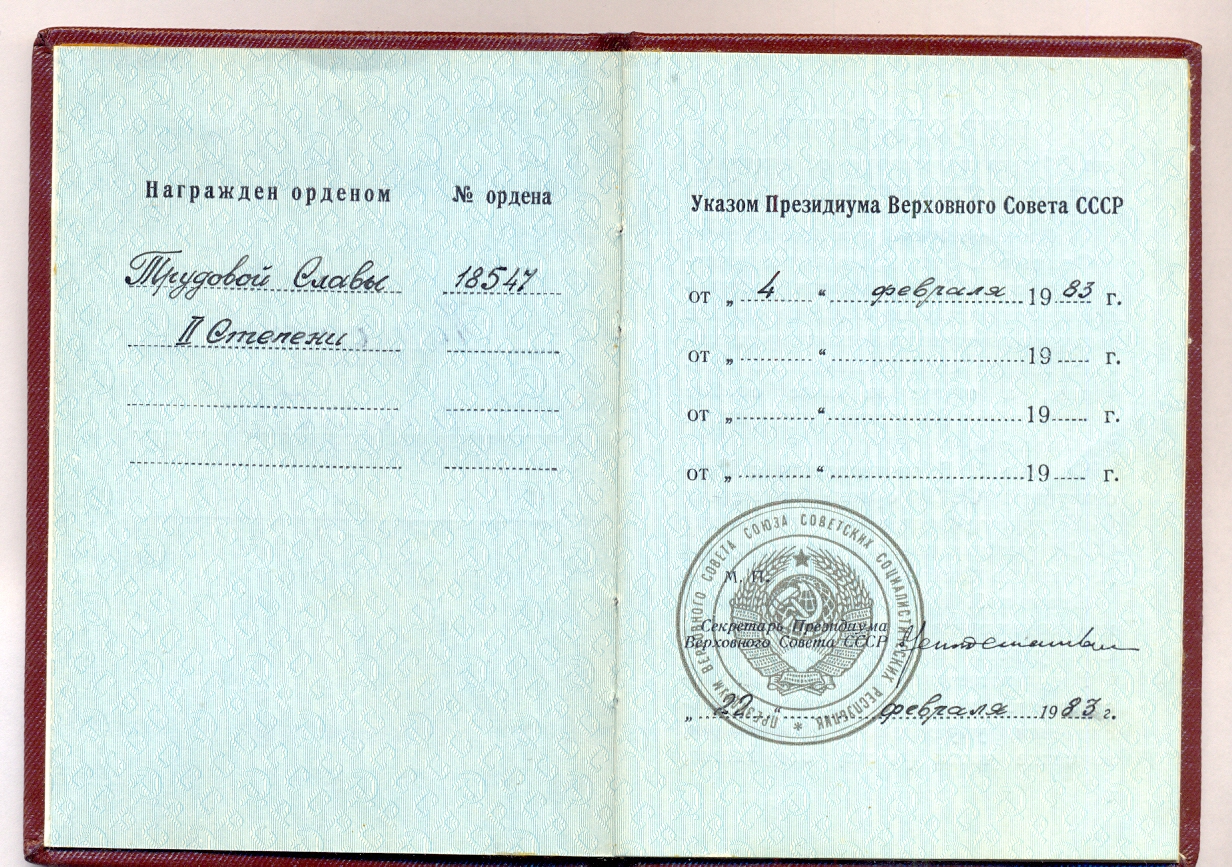 Награжден орденом
№ ордена
Трудовой Славы
18547
II Степени
Указом Президиума Верховного Совета СССР
от „ 4 “ февраля 1983 г.
от „ “ 19 г.
от „ “ 19 г.
от „ “ 19 г.
ПРЕЗИДИУМ ВЕРХОВНОГО СОВЕТА СОЮЗА СОВЕТСКИХ СОЦИАЛИСТИЧЕСКИХ РЕСПУБЛИК *
М. П.
Секретарь Президиума
Верховного Совета СССР
„ 22 “ февраля 1983 г.